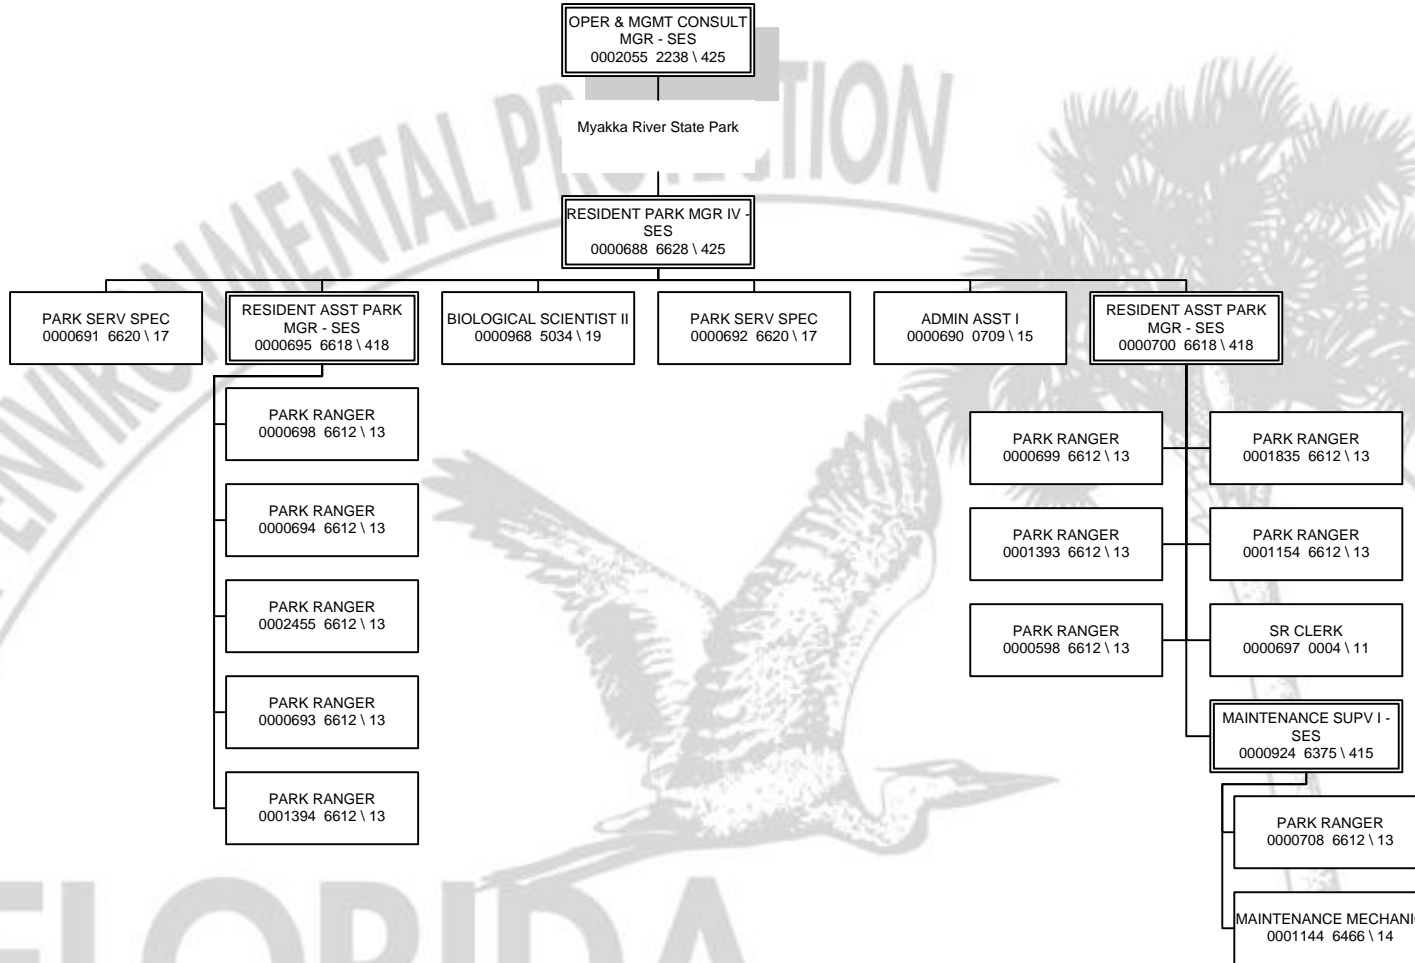 OPER & MGMT CONSULT
MGR - SES
0002055 2238 \ 425
Myakka River State Park
RESIDENT PARK MGR IV -
SES
0000688 6628 \ 425
PARK SERV SPEC
0000691 6620 \ 17
RESIDENT ASST PARK
MGR - SES
0000695 6618 \ 418
BIOLOGICAL SCIENTIST II
0000968 5034 \ 19
PARK SERV SPEC
0000692 6620 \ 17
ADMIN ASST I
0000690 0709 \ 15
RESIDENT ASST PARK
MGR - SES
0000700 6618 \ 418
PARK RANGER
0000698 6612 \ 13
PARK RANGER
0000694 6612 \ 13
PARK RANGER
0002455 6612 \ 13
PARK RANGER
0000693 6612 \ 13
PARK RANGER
0001394 6612 \ 13
PARK RANGER
0000699 6612 \ 13
PARK RANGER
0001835 6612 \ 13
PARK RANGER
0001393 6612 \ 13
PARK RANGER
0001154 6612 \ 13
PARK RANGER
0000598 6612 \ 13
SR CLERK
0000697 0004 \ 11
MAINTENANCE SUPV I -
SES
0000924 6375 \ 415
PARK RANGER
0000708 6612 \ 13
MAINTENANCE MECHANI
0001144 6466 \ 14
FLORIDA